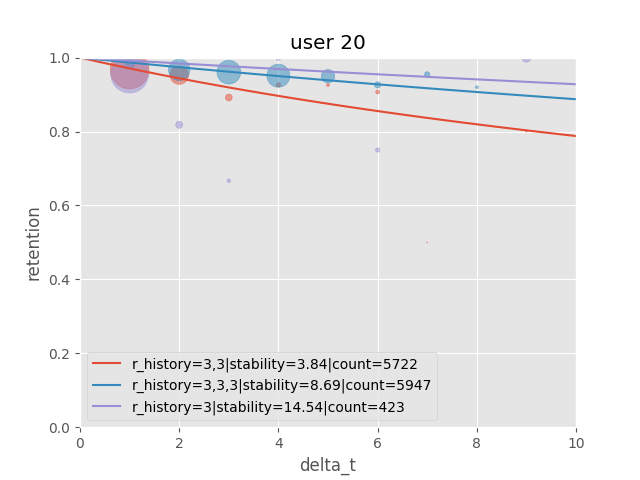 user 20
1.0
0.8
0.6
0.4
0.2
0.0
retention
r_history=3,3|stability=3.84|count=5722
r_history=3,3,3|stability=8.69|count=5947
r_history=3|stability=14.54|count=423
0 2 4 6 8 10
delta_t